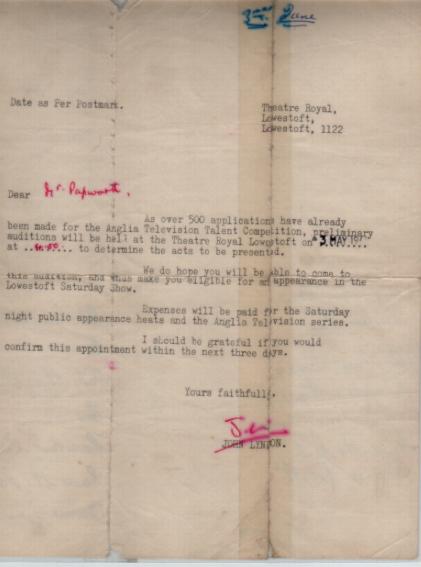 June
Date as Per Postmark.
Theatre Royal,
Lowestoft,
Lowestoft, 1122
Dear Mr. Papworth,
As over 500 applications have already
been made for the Anglia Television Talent Competition, preliminary
auditions will be held at the Theatre Royal Lowestoft on 3 MAY
at to determine the acts to be presented.
We do hope you will be able to come to
this audition, and thus make you eligible for an appearance in the
Lowestoft Saturday Show.
Expenses will be paid for the Saturday
night public appearance heats and the Anglia Television series.
I should be grateful if you would
confirm this appointment within the next three days.
Yours faithfully,
JOHN LYNDON.